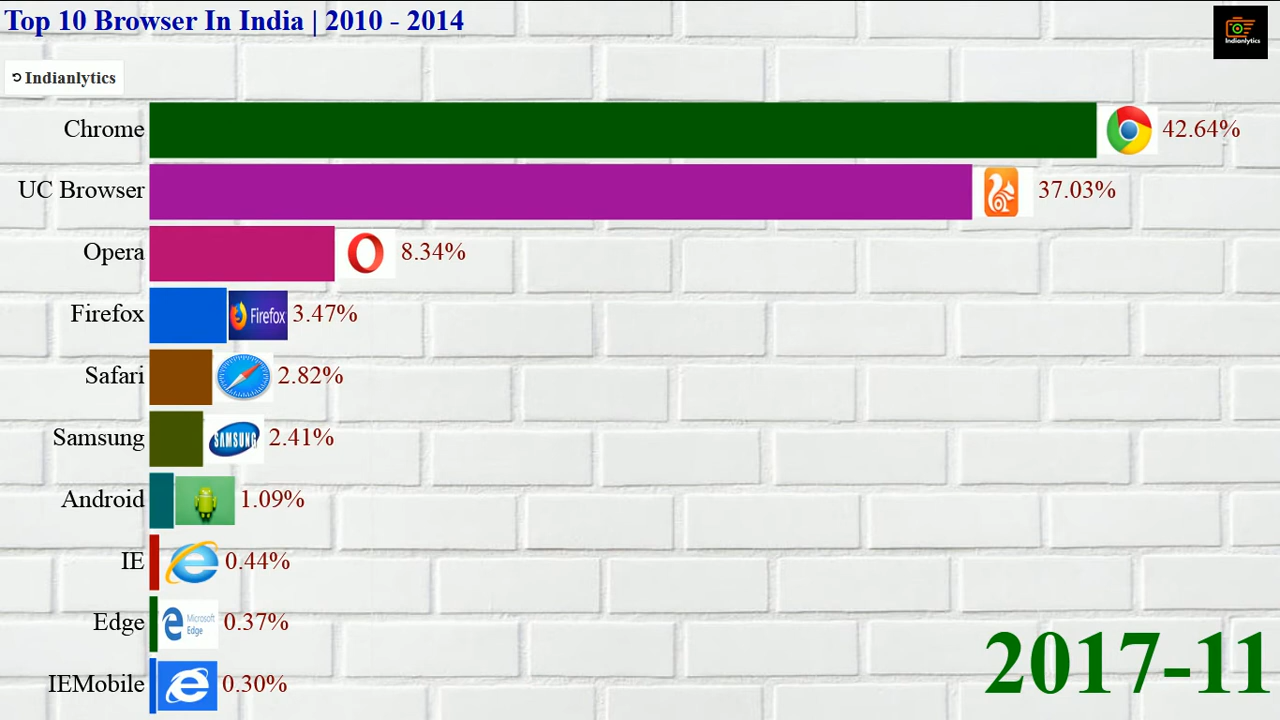 Top 10 Browser In India | 2010 - 2014
Indianlytics
Indianlytics
Chrome 42.64%
UC Browser 37.03%
Opera 8.34%
Firefox Firefox 3.47%
Safari 2.82%
Samsung SAMSUNG 2.41%
Android 1.09%
IE 0.44%
Edge Microsoft Edge 0.37%
IEMobile 0.30%
2017-11